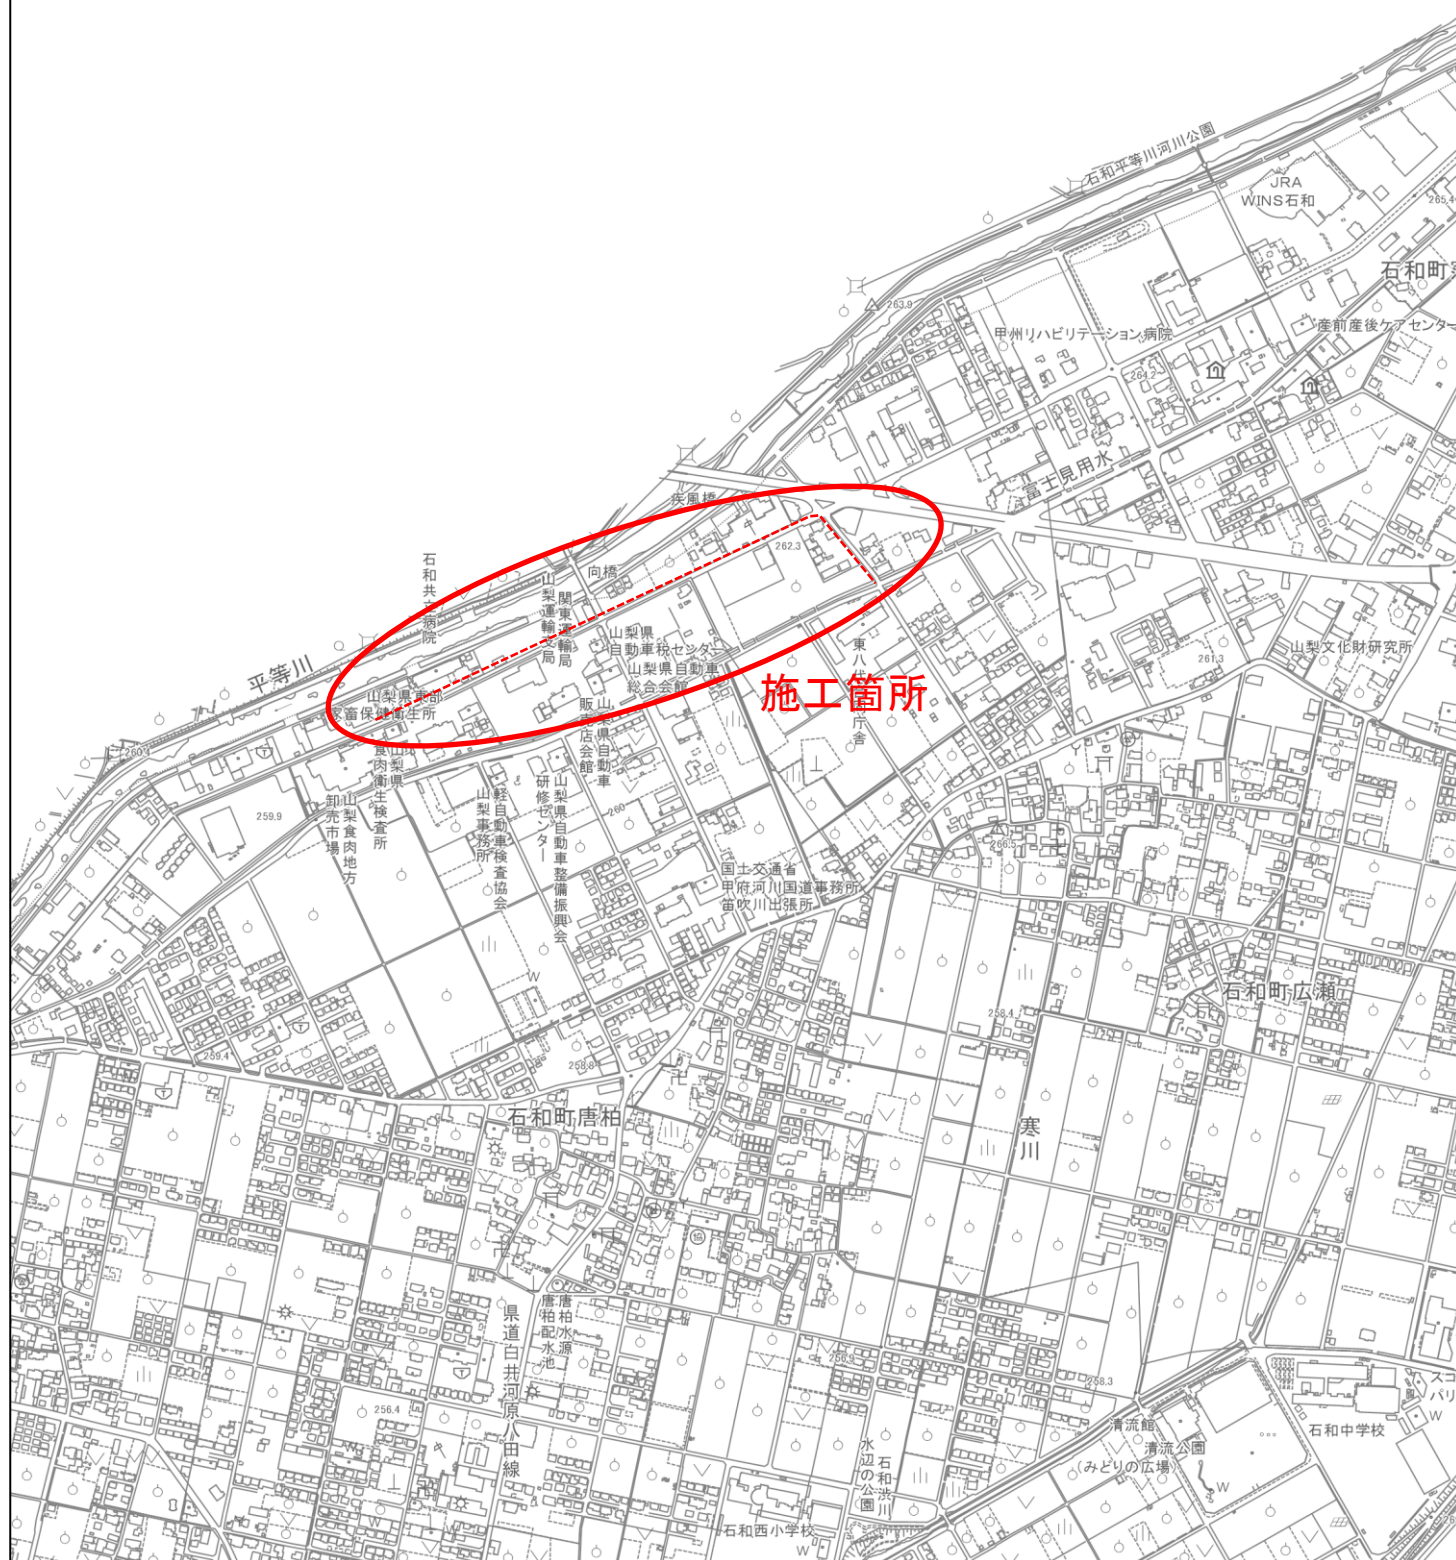 石和平等川河川公園
JRA
WINS石和
265.4
石和町
263.9
甲州リハビリテーション病院
産前産後ケアセンター
264.2
富士見用水
疾風橋
262.3
向橋
石和共立病院
関東運輸局
山梨運輸支局
平等川
山梨県
自動車税センター
山梨県自動車
総合会館
東八代合同庁舎
施工箇所
山梨文化財研究所
261.3
山梨県東部
家畜保健衛生所
山梨県自動車
販売店会館
260.4
山梨県
食肉衛生検査所
山梨食肉地方
卸売市場
259.9
軽自動車検査協会
山梨事務所
山梨県自動車整備振興会
研修センター
260
266.5
国土交通省
甲府河川国道事務所
笛吹川出張所
W
石和町広瀬
258.4
259.4
258.8
石和町唐柏
寒川
県道白井河原八田線
唐柏水源
唐柏配水池
256.9
258.3
256.4
スコ
パリ
W
石和中学校
清流館
清流公園
(みどりの広場)
W
石和渋川
水辺の公園
石和西小学校
W
W
W